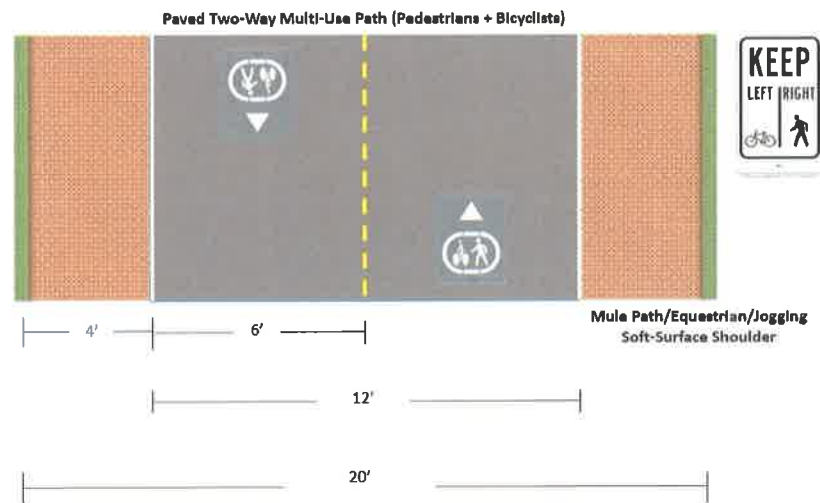 Paved Two-Way Multi-Use Path (Pedestrians + Bicyclists)
KEEP
LEFT RIGHT
4'
6'
Mule Path/Equestrian/Jogging
Soft-Surface Shoulder
12'
20'